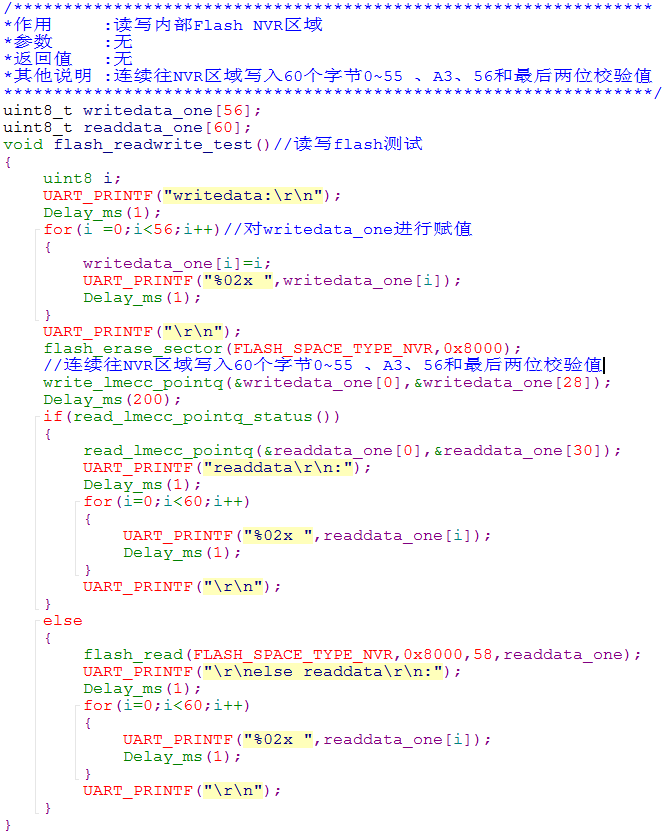 /****************************************************************
*作用     :读写内部Flash NVR区域
*参数     :无
*返回值   :无
*其他说明 :连续往NVR区域写入60个字节0~55 、A3、56和最后两位校验值
*****************************************************************/
uint8_t writedata_one[56];
uint8_t readdata_one[60];
void flash_readwrite_test()//读写flash测试
{
    uint8 i;
    UART_PRINTF("writedata:\r\n");
    Delay_ms(1);
    for(i =0;i<56;i++)//对writedata_one进行赋值
    {
        writedata_one[i]=i;
        UART_PRINTF("%02x ",writedata_one[i]);
        Delay_ms(1);
    }
    UART_PRINTF("\r\n");
    flash_erase_sector(FLASH_SPACE_TYPE_NVR,0x8000);
    //连续往NVR区域写入60个字节0~55 、A3、56和最后两位校验值
    write_lmecc_pointq(&writedata_one[0],&writedata_one[28]);
    Delay_ms(200);
    if(read_lmecc_pointq_status())
    {
        read_lmecc_pointq(&readdata_one[0],&readdata_one[30]);
        UART_PRINTF("readdata\r\n:");
        Delay_ms(1);
        for(i=0;i<60;i++)
        {
            UART_PRINTF("%02x ",readdata_one[i]);
            Delay_ms(1);
        }
        UART_PRINTF("\r\n");
    }
    else
    {
        flash_read(FLASH_SPACE_TYPE_NVR,0x8000,58,readdata_one);
        UART_PRINTF("\r\nelse readdata\r\n:");
        Delay_ms(1);
        for(i=0;i<60;i++)
        {
            UART_PRINTF("%02x ",readdata_one[i]);
            Delay_ms(1);
        }
        UART_PRINTF("\r\n");
    }
}